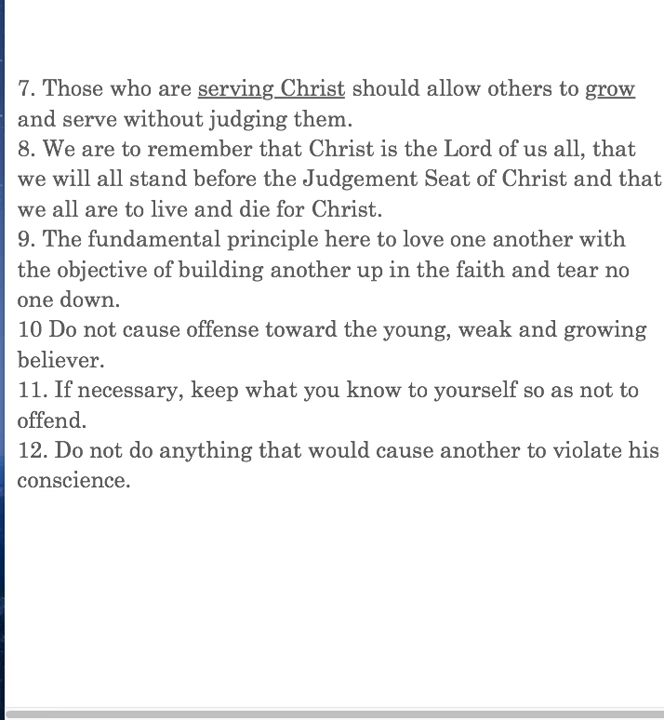 7. Those who are serving Christ should allow others to grow
and serve without judging them.
8. We are to remember that Christ is the Lord of us all, that
we will all stand before the Judgement Seat of Christ and that
we all are to live and die for Christ.
9. The fundamental principle here to love one another with
the objective of building another up in the faith and tear no
one down.
10 Do not cause offense toward the young, weak and growing
believer.
11. If necessary, keep what you know to yourself so as not to
offend.
12. Do not do anything that would cause another to violate his
conscience.